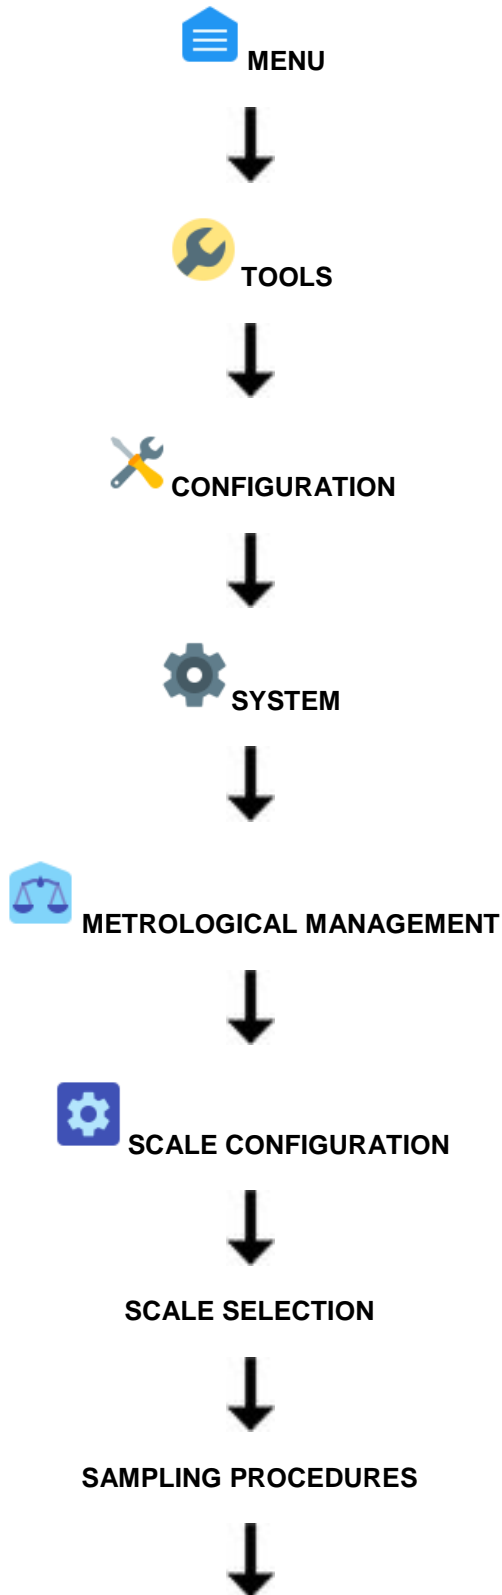 MENU
TOOLS
CONFIGURATION
SYSTEM
METROLOGICAL MANAGEMENT
SCALE CONFIGURATION
SCALE SELECTION
SAMPLING PROCEDURES